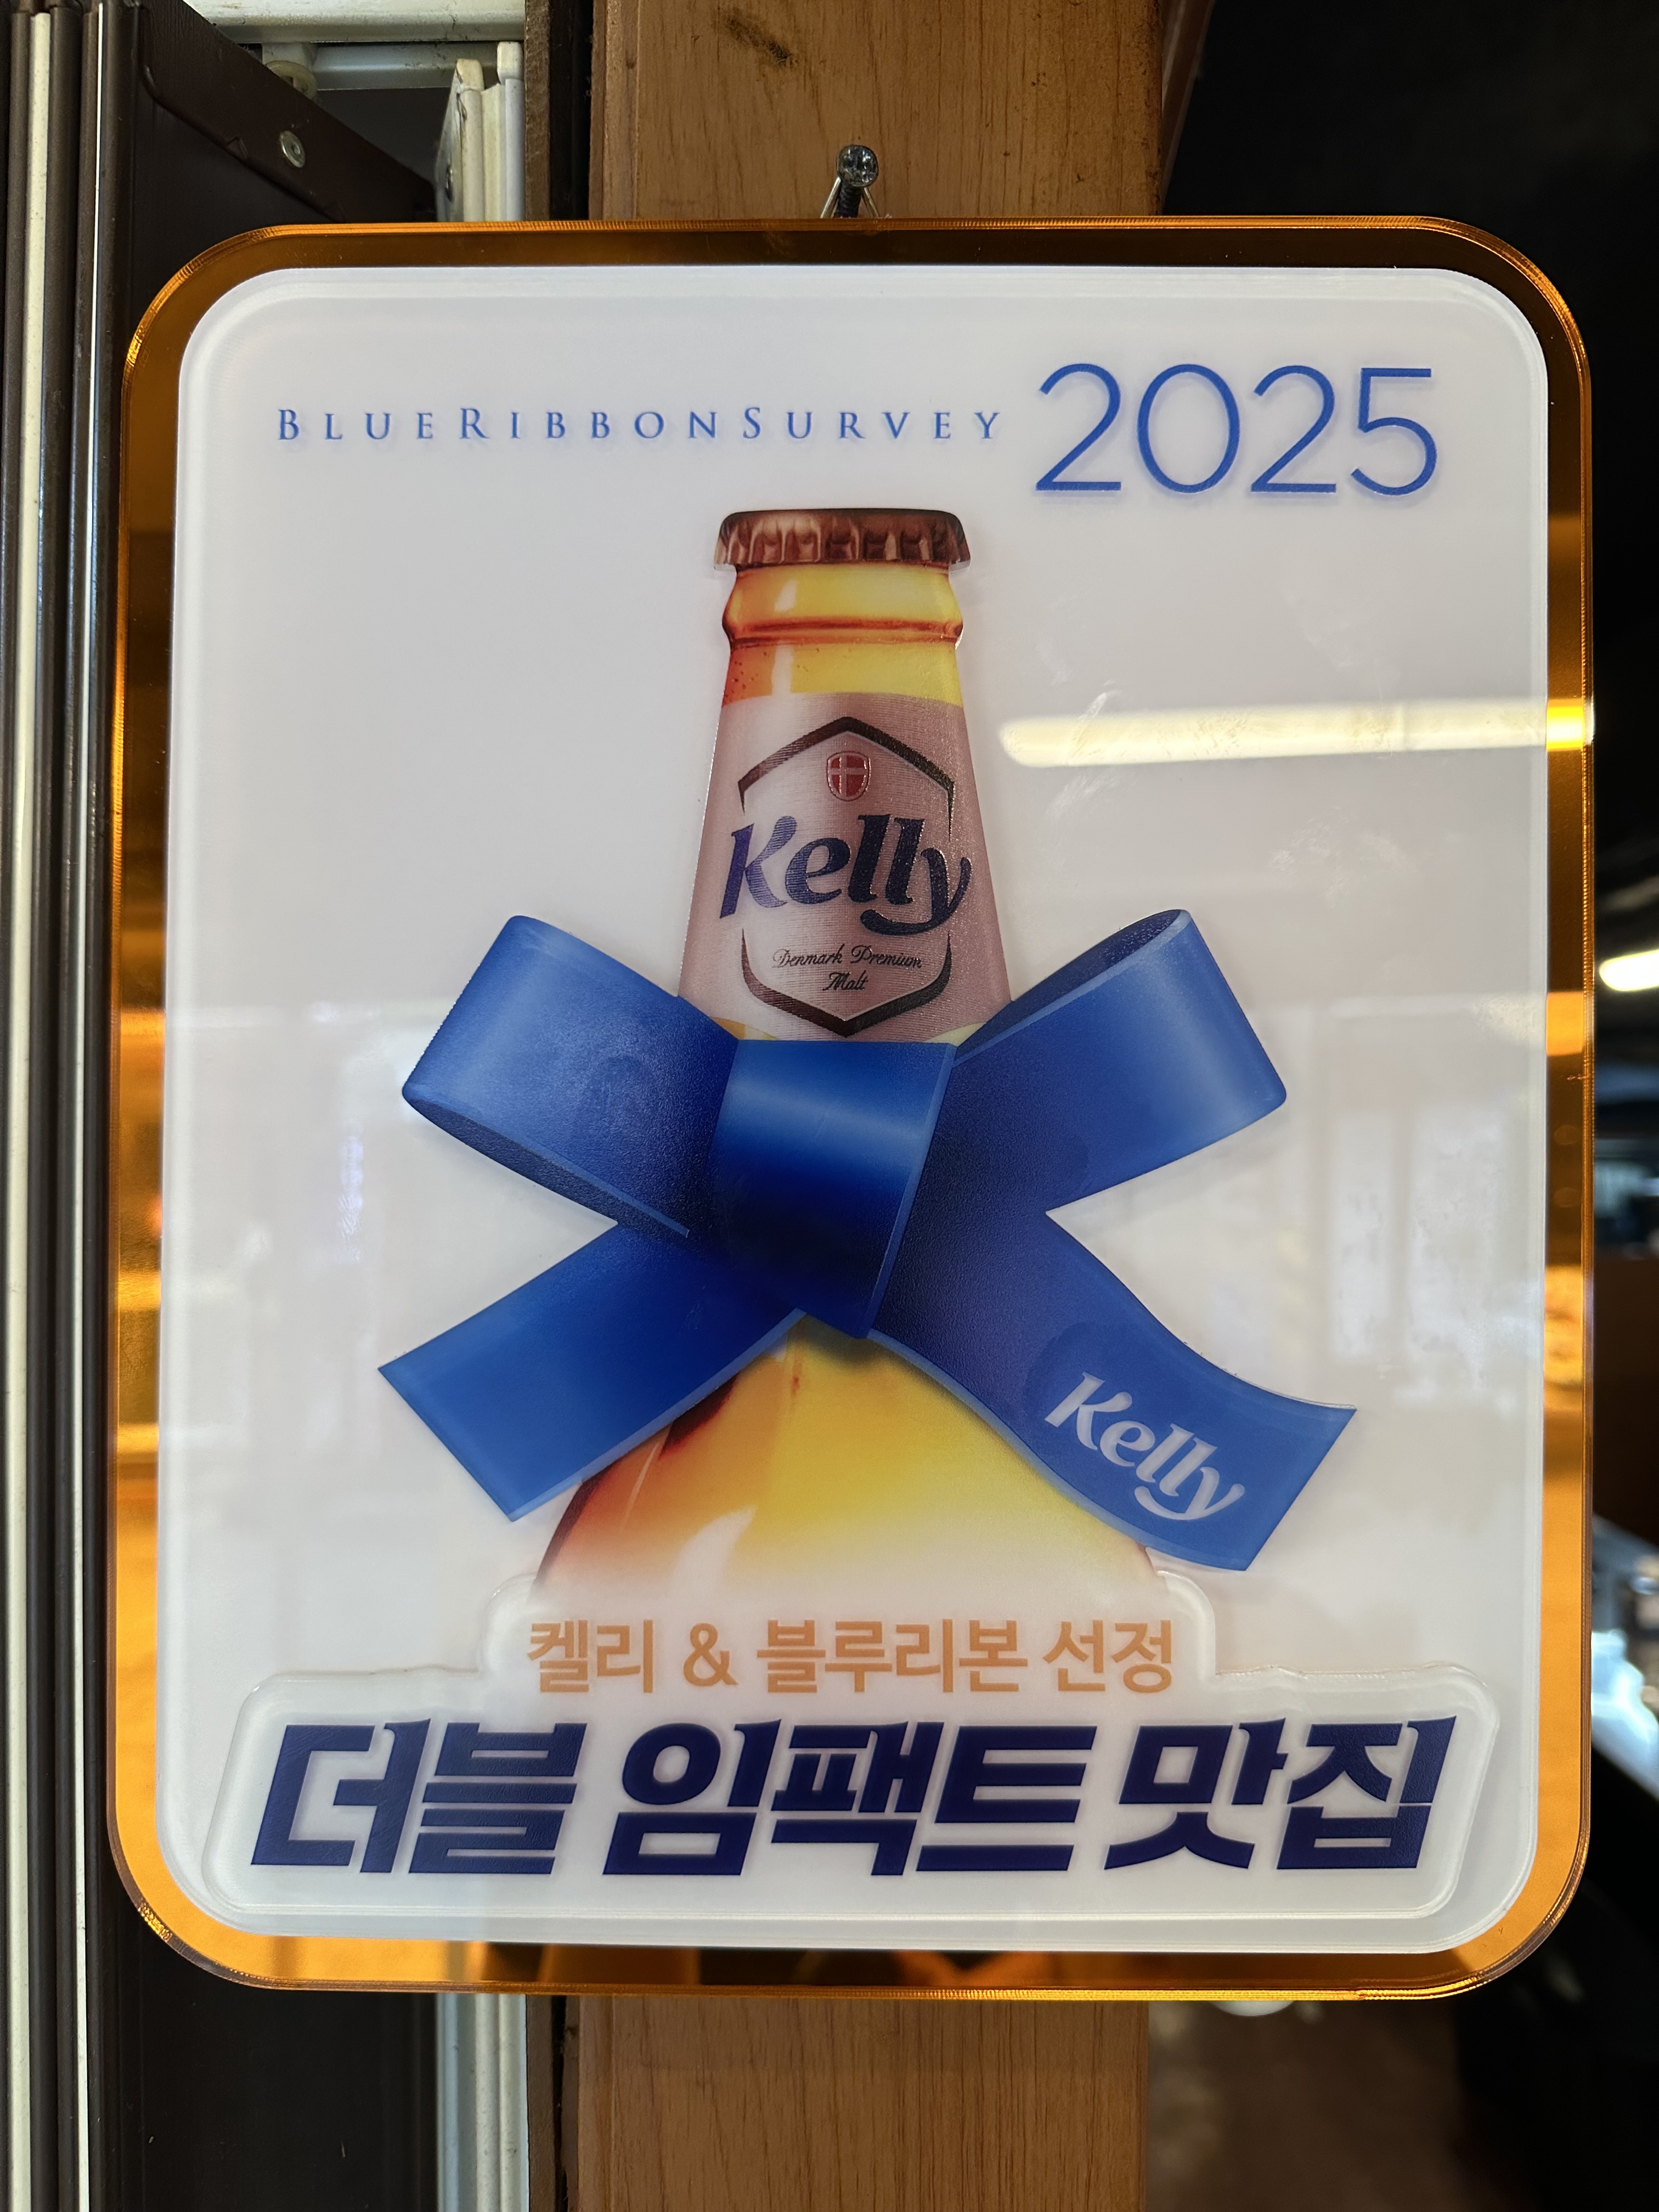 BLUERIBBONSURVEY 2025
Kelly
Denmark Premium
Malt
Kelly
켈리 & 블루리본 선정
더블 임팩트 맛집